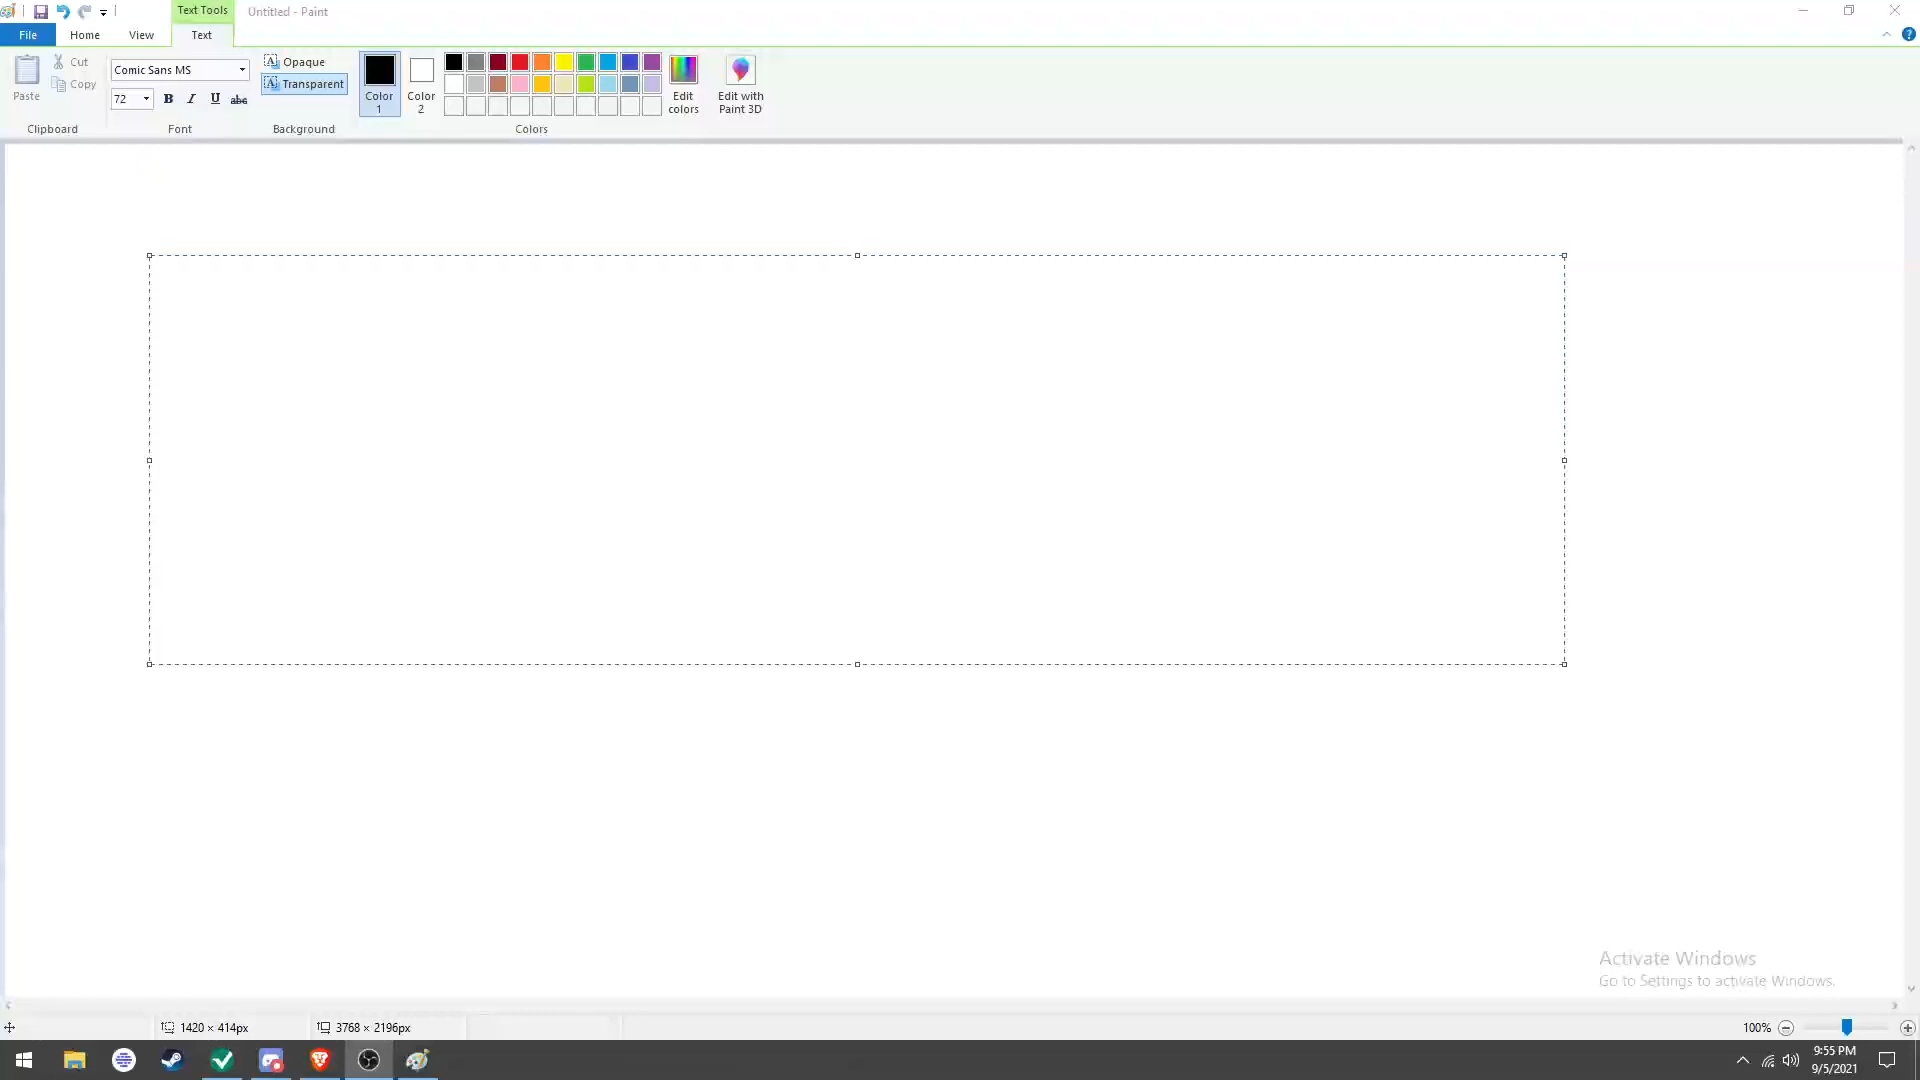 Text Tools
Untitled - Paint
File
Home
View
Text
Paste
Cut
Copy
Clipboard
Comic Sans MS
72
B
I
U
abc
Font
A Opaque
A Transparent
Background
Color 1
Color 2
Edit colors
Colors
Edit with Paint 3D
Activate Windows
Go to Settings to activate Windows.
1420 × 414px
3768 × 2196px
100%
9:55 PM
9/5/2021